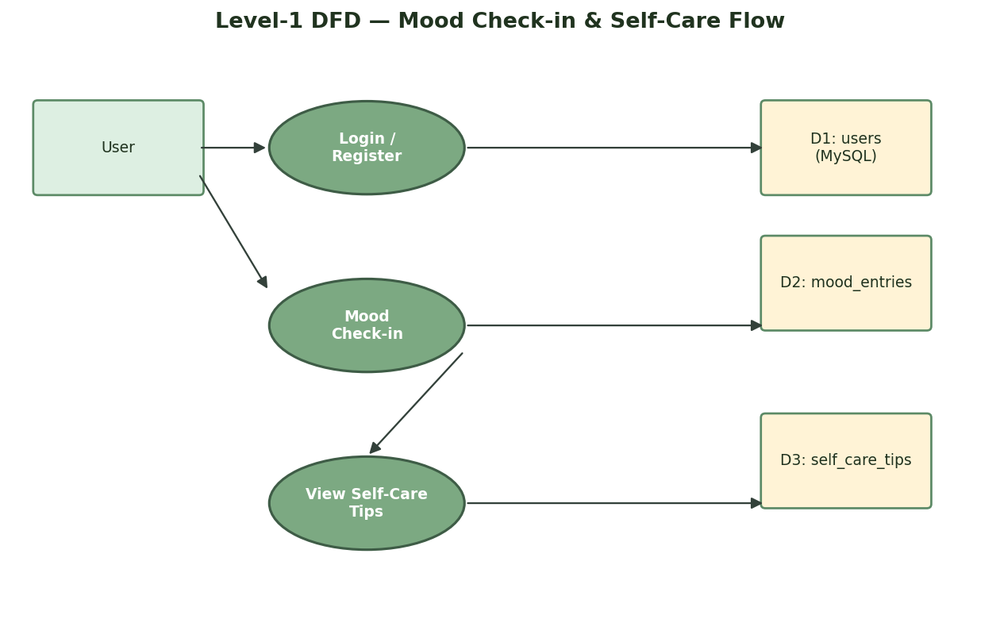 Level-1 DFD — Mood Check-in & Self-Care Flow
User
Login /
Register
D1: users
(MySQL)
D2: mood_entries
Mood
Check-in
D3: self_care_tips
View Self-Care
Tips